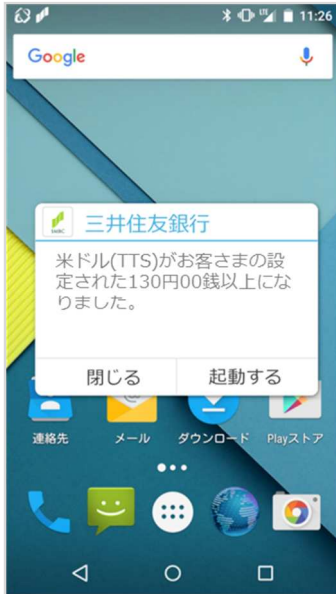 11:26
Google
SMBC
三井住友銀行
米ドル(TTS)がお客さまの設
定された130円00銭以上にな
りました。
閉じる
起動する
連絡先
メール
ダウンロード
Playストア